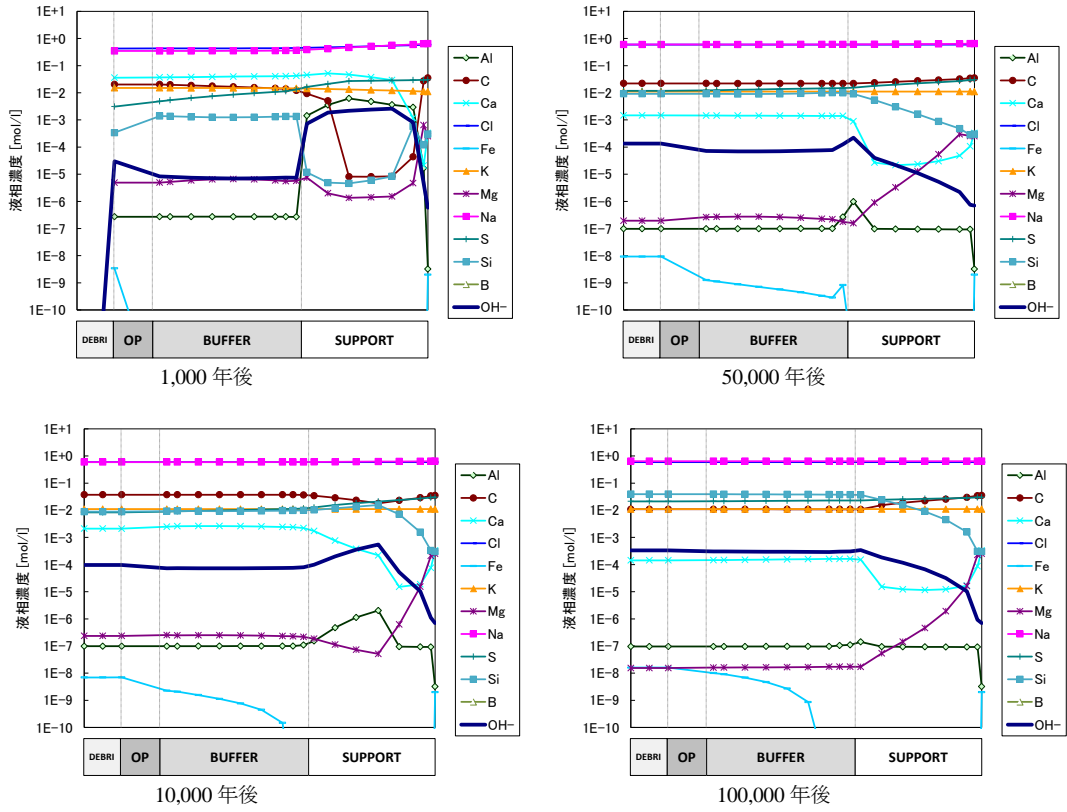 1E+1
1E+0
1E-1
1E-2
1E-3
1E-4
1E-5
1E-6
1E-7
1E-8
1E-9
1E-10
液相濃度 [mol/l]
Al
C
Ca
Cl
Fe
K
Mg
Na
S
Si
B
OH-
DEBRI OP BUFFER SUPPORT
1,000 年後
1E+1
1E+0
1E-1
1E-2
1E-3
1E-4
1E-5
1E-6
1E-7
1E-8
1E-9
1E-10
液相濃度 [mol/l]
Al
C
Ca
Cl
Fe
K
Mg
Na
S
Si
B
OH-
DEBRI OP BUFFER SUPPORT
50,000 年後
1E+1
1E+0
1E-1
1E-2
1E-3
1E-4
1E-5
1E-6
1E-7
1E-8
1E-9
1E-10
液相濃度 [mol/l]
Al
C
Ca
Cl
Fe
K
Mg
Na
S
Si
B
OH-
DEBRI OP BUFFER SUPPORT
10,000 年後
1E+1
1E+0
1E-1
1E-2
1E-3
1E-4
1E-5
1E-6
1E-7
1E-8
1E-9
1E-10
液相濃度 [mol/l]
Al
C
Ca
Cl
Fe
K
Mg
Na
S
Si
B
OH-
DEBRI OP BUFFER SUPPORT
100,000 年後